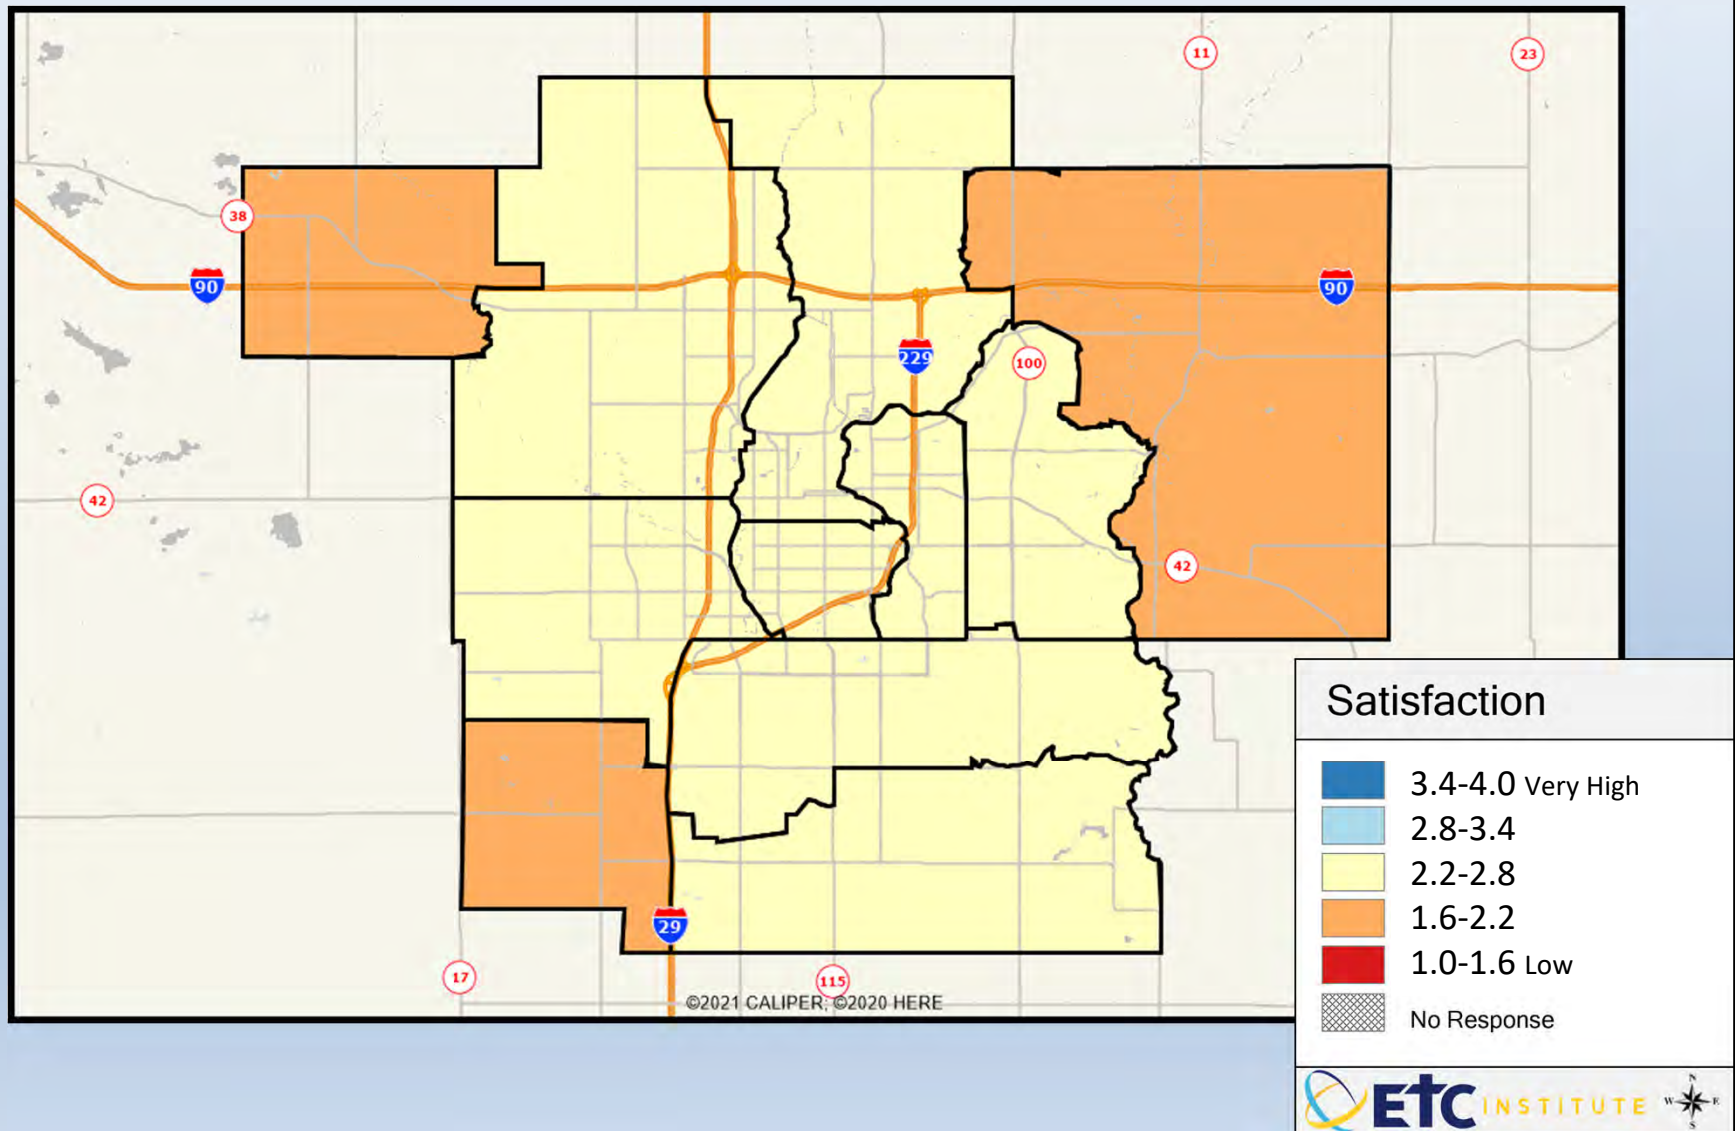 11
23
38
90
90
229
100
42
42
29
17
115
©2021 CALIPER; ©2020 HERE
Satisfaction
3.4-4.0 Very High
2.8-3.4
2.2-2.8
1.6-2.2
1.0-1.6 Low
No Response
ETC INSTITUTE
N
W E
S